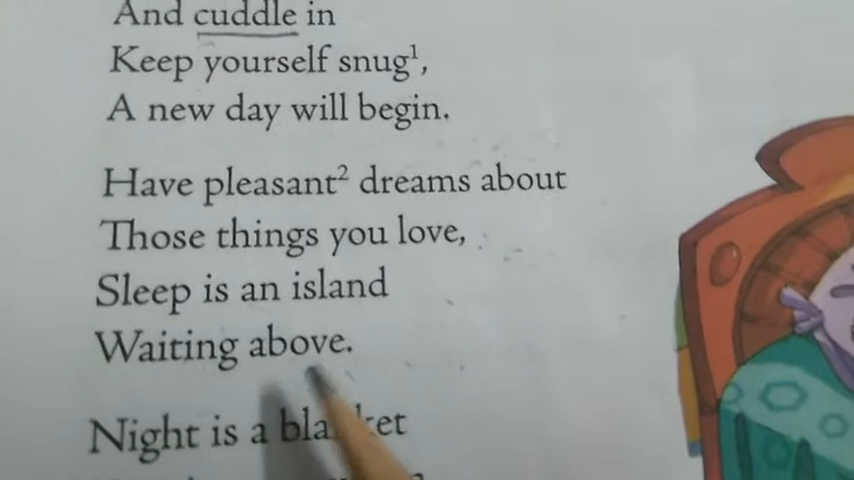 And cuddle in
Keep yourself snug¹,
A new day will begin.
Have pleasant² dreams about
Those things you love,
Sleep is an island
Waiting above.
Night is a blanket